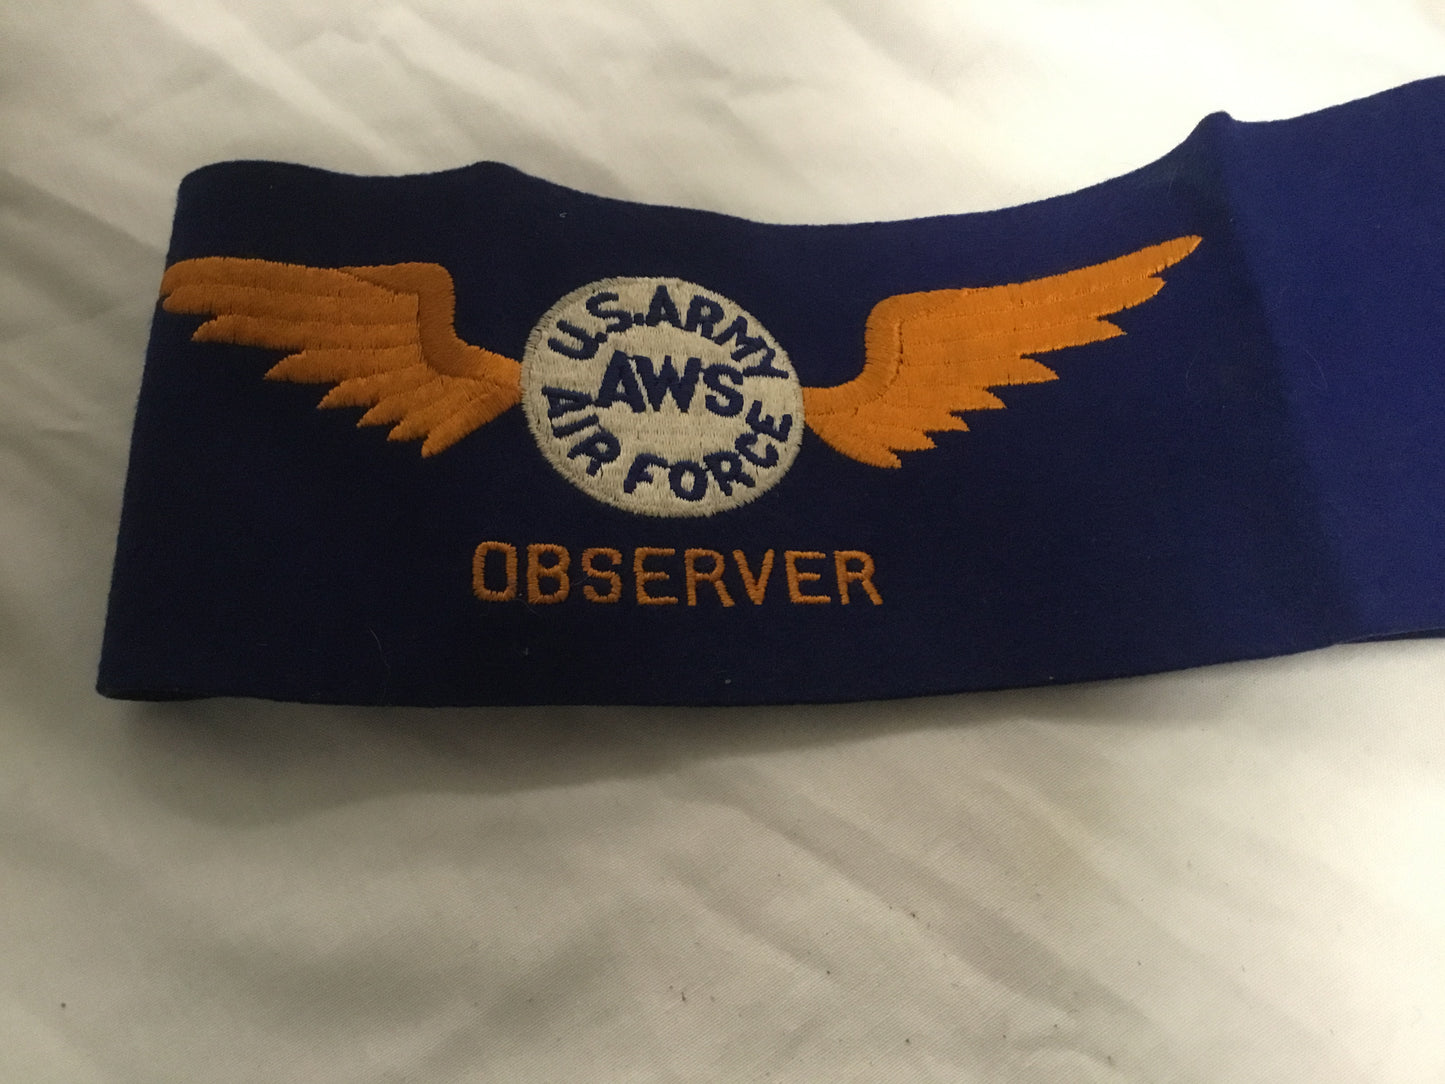 U.S. ARMY
AWS
AIR FORCE
OBSERVER